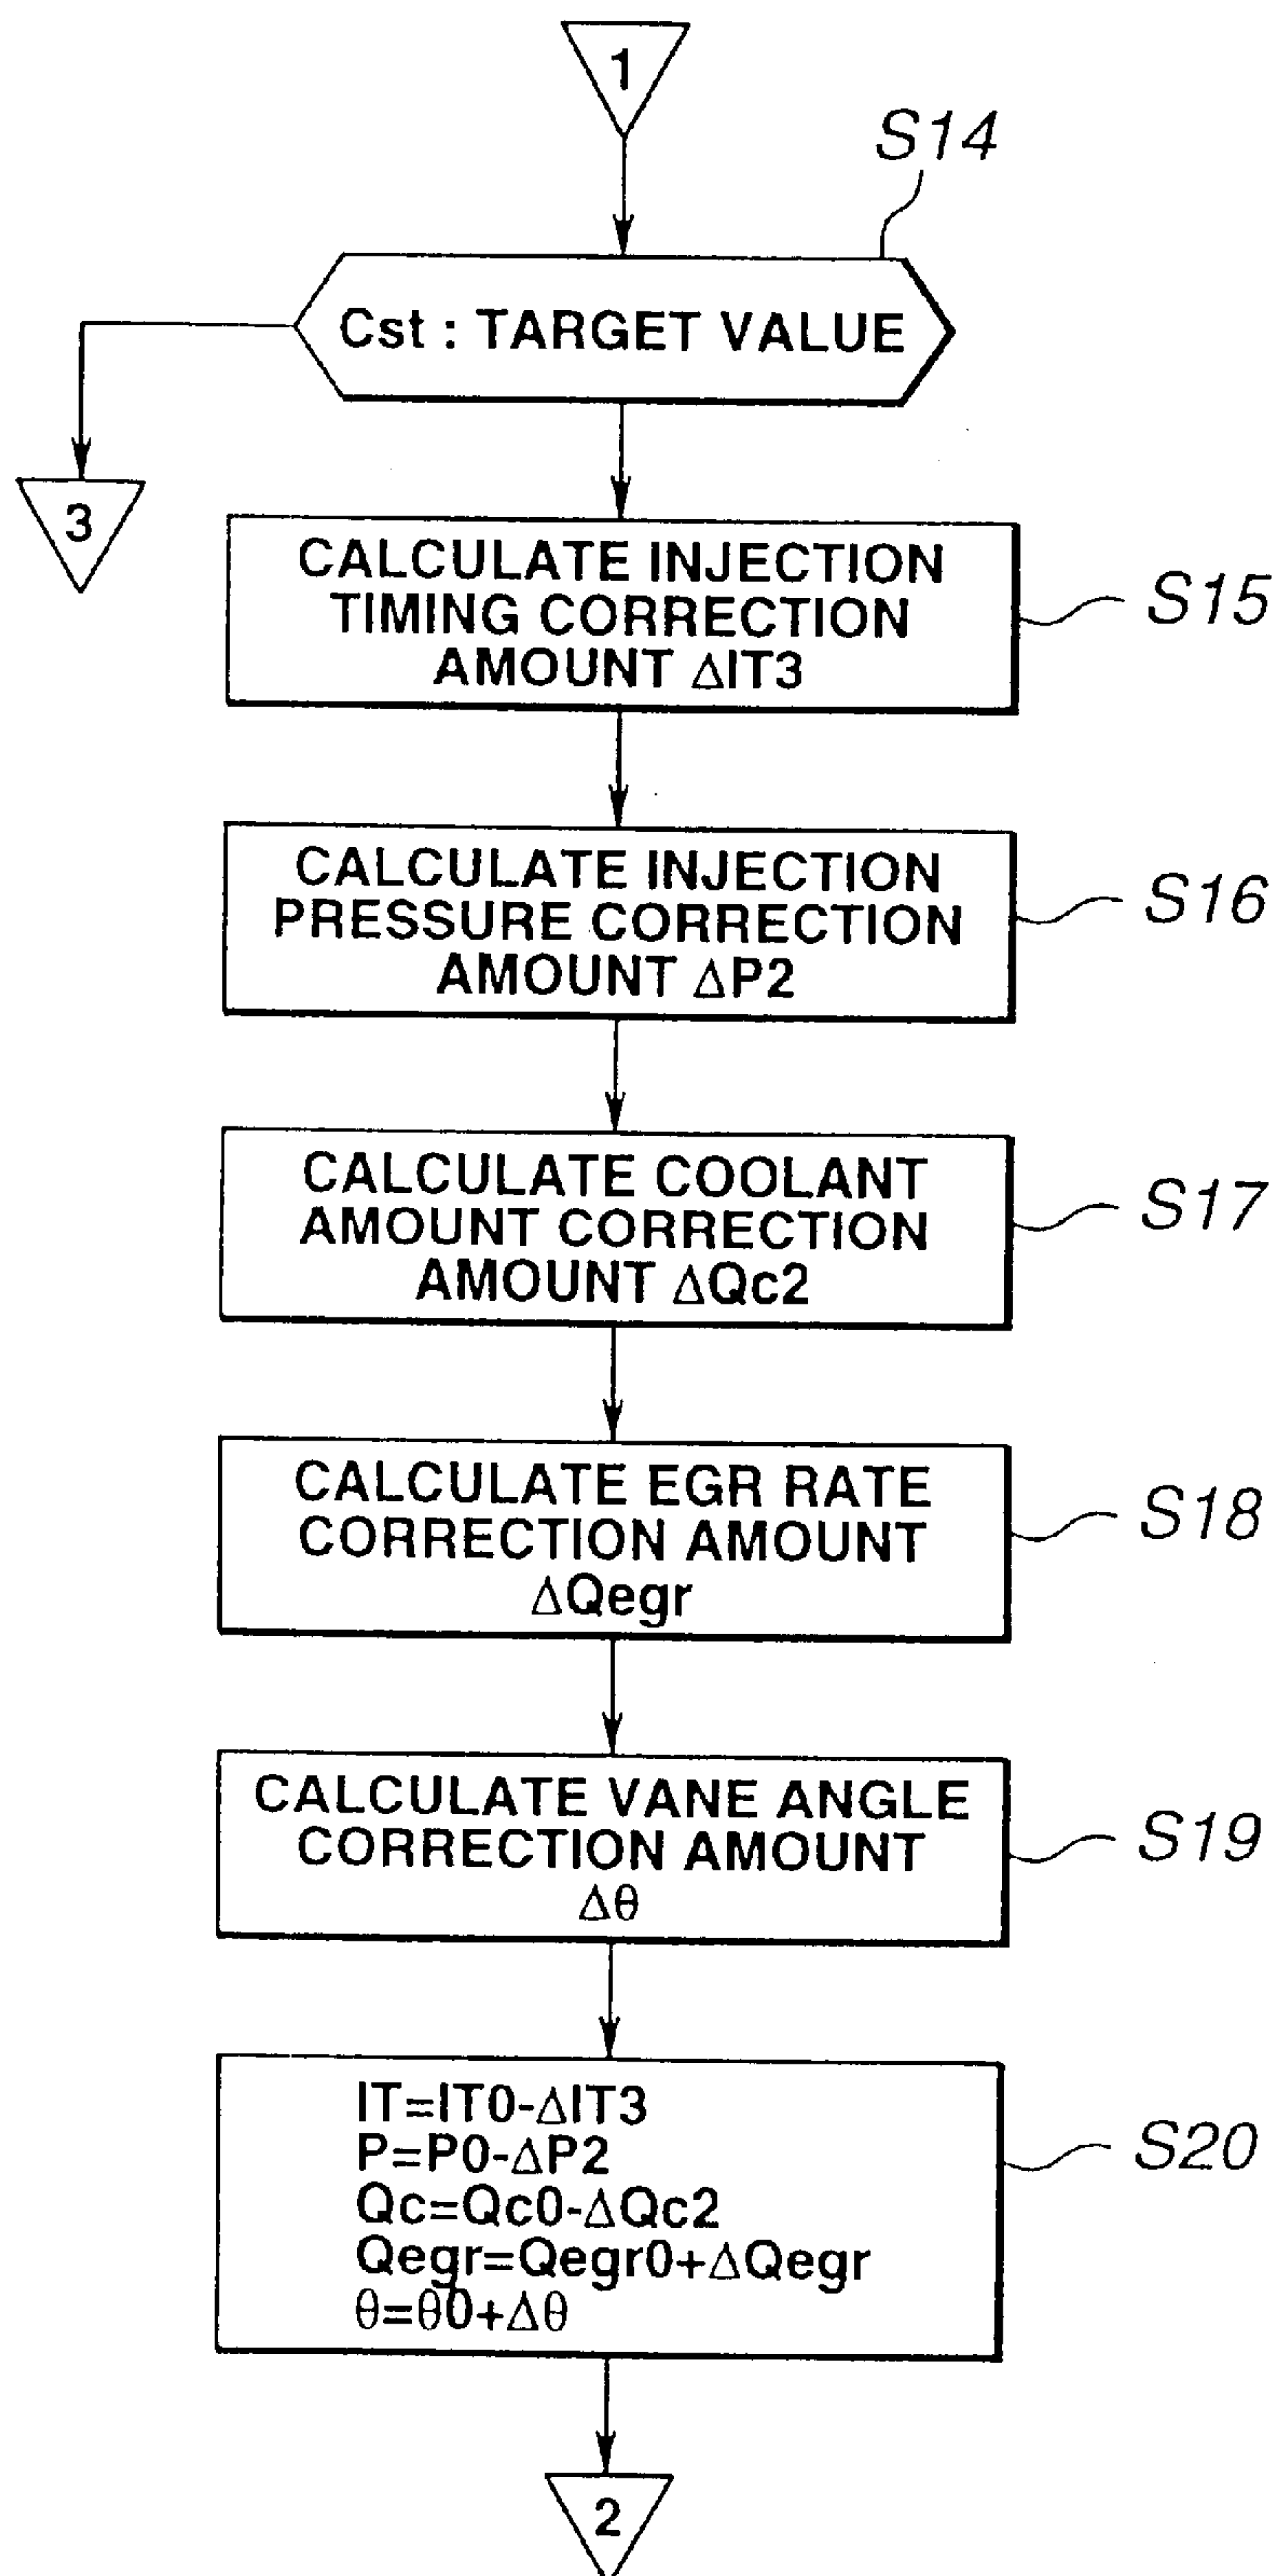 1
S14
Cst : TARGET VALUE
3
CALCULATE INJECTION
TIMING CORRECTION
AMOUNT ΔIT3
S15
CALCULATE INJECTION
PRESSURE CORRECTION
AMOUNT ΔP2
S16
CALCULATE COOLANT
AMOUNT CORRECTION
AMOUNT ΔQc2
S17
CALCULATE EGR RATE
CORRECTION AMOUNT
ΔQegr
S18
CALCULATE VANE ANGLE
CORRECTION AMOUNT
Δθ
S19
IT=IT0-ΔIT3
P=P0-ΔP2
Qc=Qc0-ΔQc2
Qegr=Qegr0+ΔQegr
θ=θ0+Δθ
S20
2